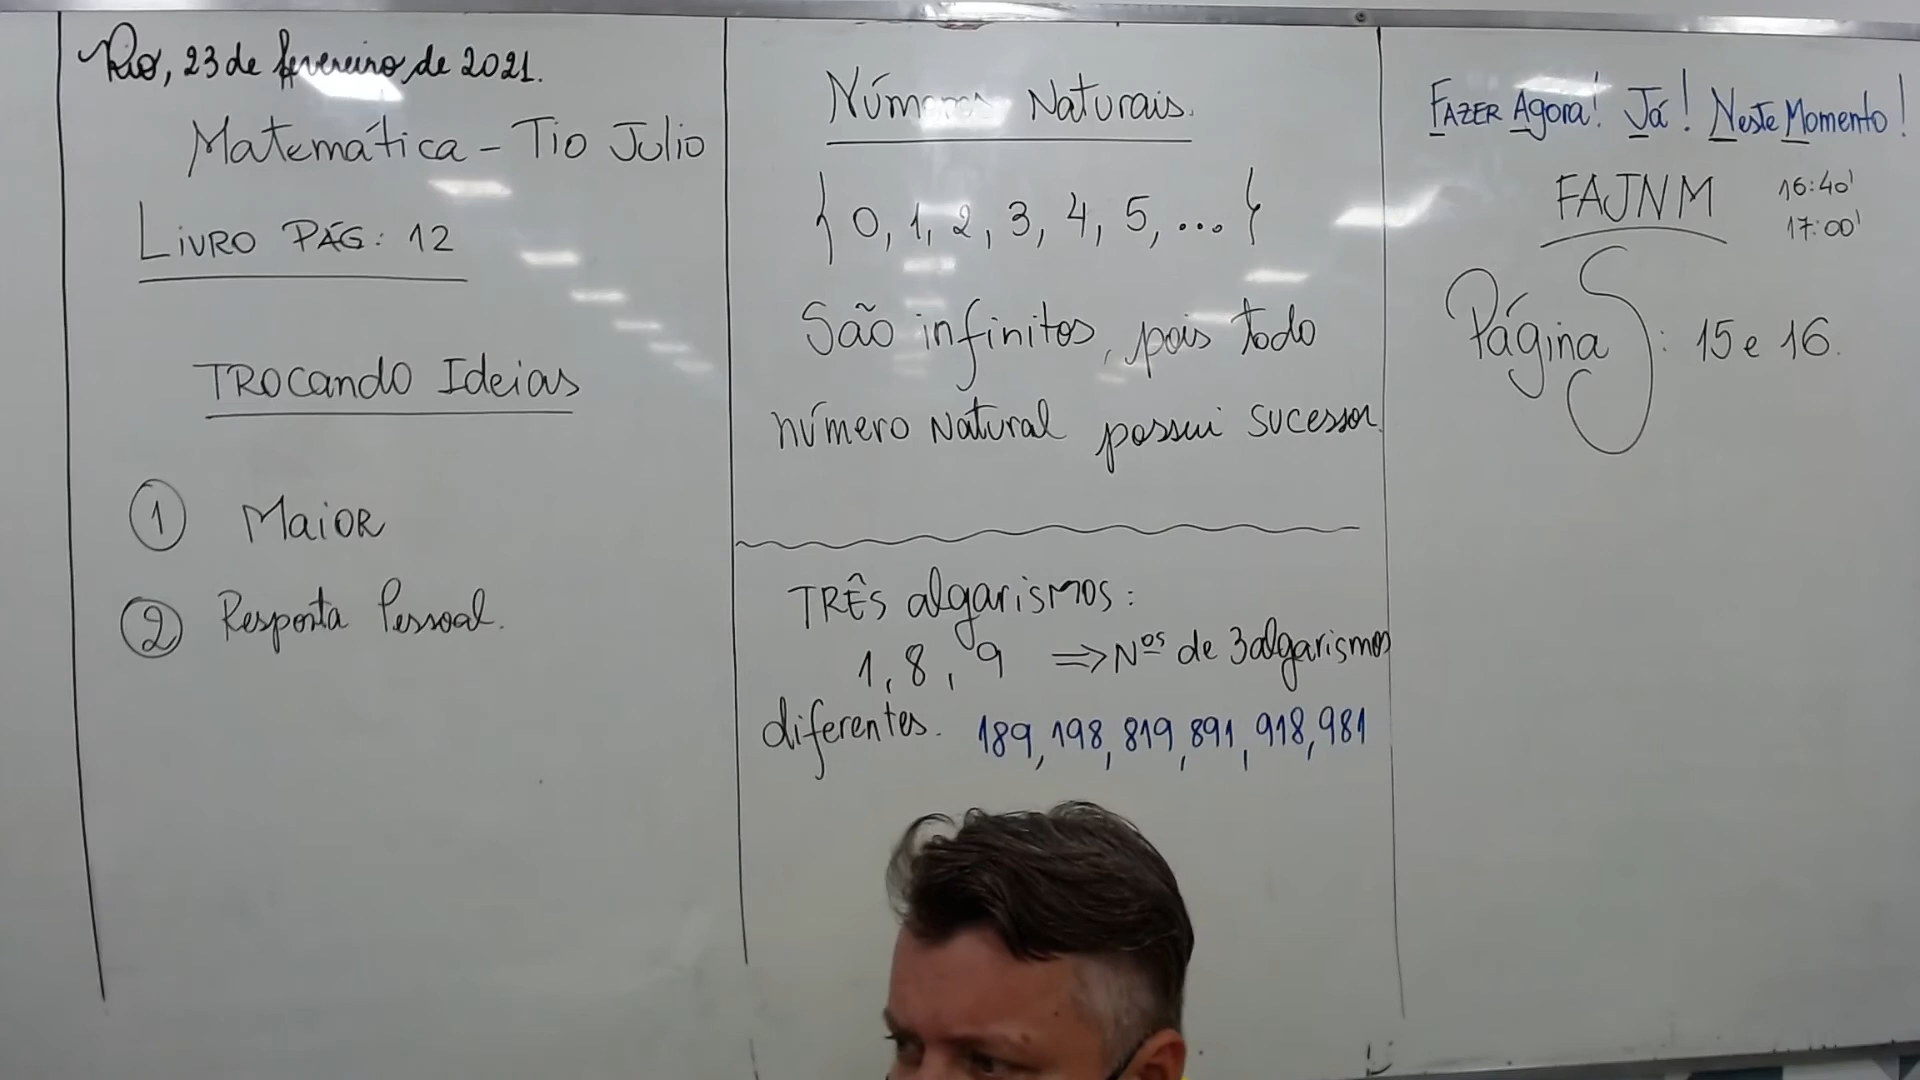 Rio, 23 de fevereiro de 2021.
Matemática - Tio Julio
Livro Pág: 12
Trocando Ideias
1 Maior
2 Resposta Pessoal.
Números Naturais.
{ 0, 1, 2, 3, 4, 5, ... }
São infinitos, pois todo
número natural possui sucessor.
Três algarismos:
1, 8, 9 ⇒ Nos de 3 algarismos
diferentes. 189, 198, 819, 891, 918, 981
Fazer Agora! Já! Neste Momento!
FAJNM 16:40'
17:00'
PáginaS: 15 e 16.